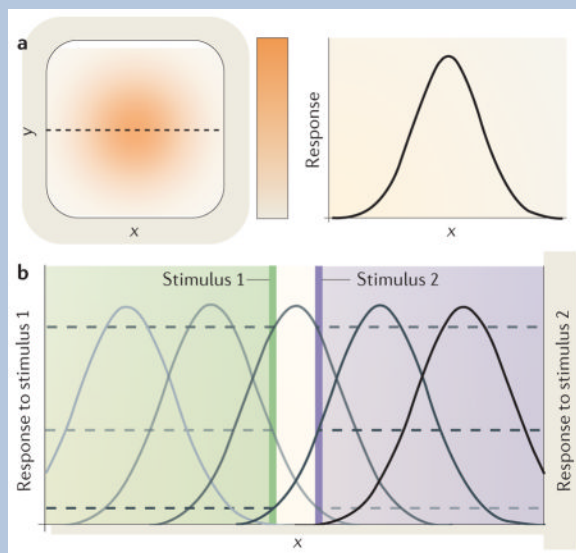 a
y
x
Response
x
b
Stimulus 1
Stimulus 2
Response to stimulus 1
Response to stimulus 2
x